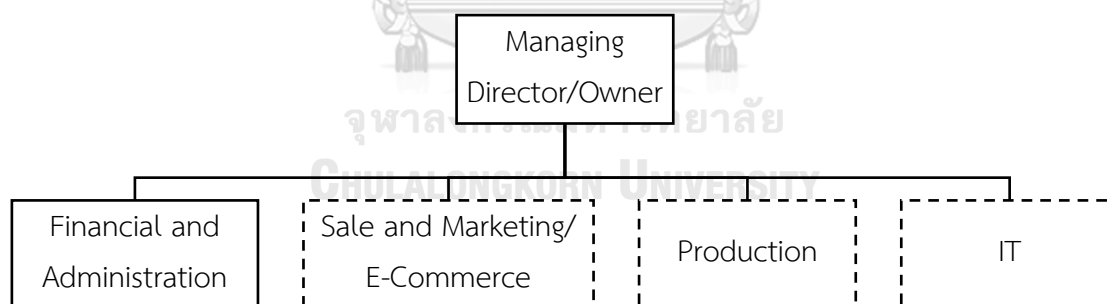 Managing
Director/Owner
จุฬาลงกรณ์มหาวิทยาลัย
CHULALONGKORN UNIVERSITY
Financial and
Administration
Sale and Marketing/
E-Commerce
Production
IT